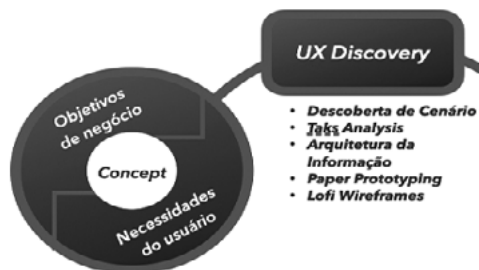 UX Discovery
Objetivos
de negócio
Concept
Necessidades
do usuário
• Descoberta de Cenário
• Taks Analysis
• Arquitetura da
Informação
• Paper Prototyping
• Lofi Wireframes